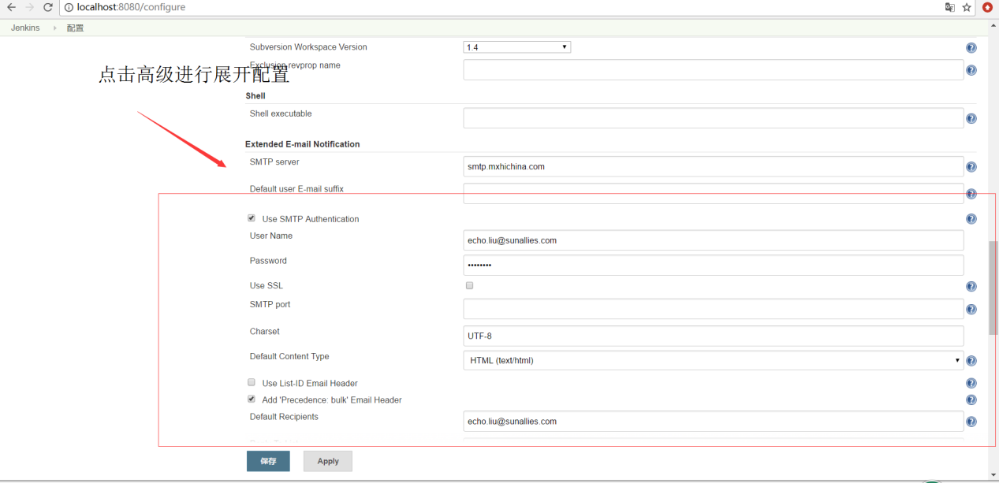 localhost:8080/configure
Jenkins 配置
Subversion Workspace Version 1.4
Exclusion revprop name
点击高级进行展开配置
Shell
Shell executable
Extended E-mail Notification
SMTP server smtp.mxhichina.com
Default user E-mail suffix
Use SMTP Authentication
User Name echo.liu@sunallies.com
Password ••••••••
Use SSL
SMTP port
Charset UTF-8
Default Content Type HTML (text/html)
Use List-ID Email Header
Add 'Precedence: bulk' Email Header
Default Recipients echo.liu@sunallies.com
保存 Apply